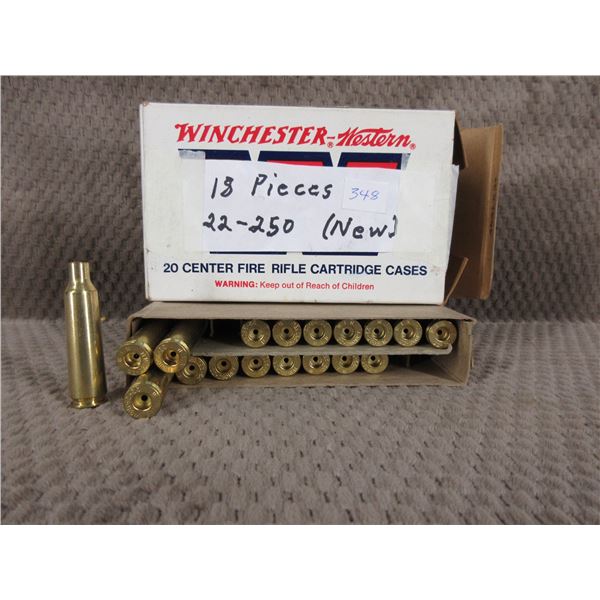 WINCHESTER®-Western®
18 Pieces 348
22-250 (New)
20 CENTER FIRE RIFLE CARTRIDGE CASES
WARNING: Keep out of Reach of Children